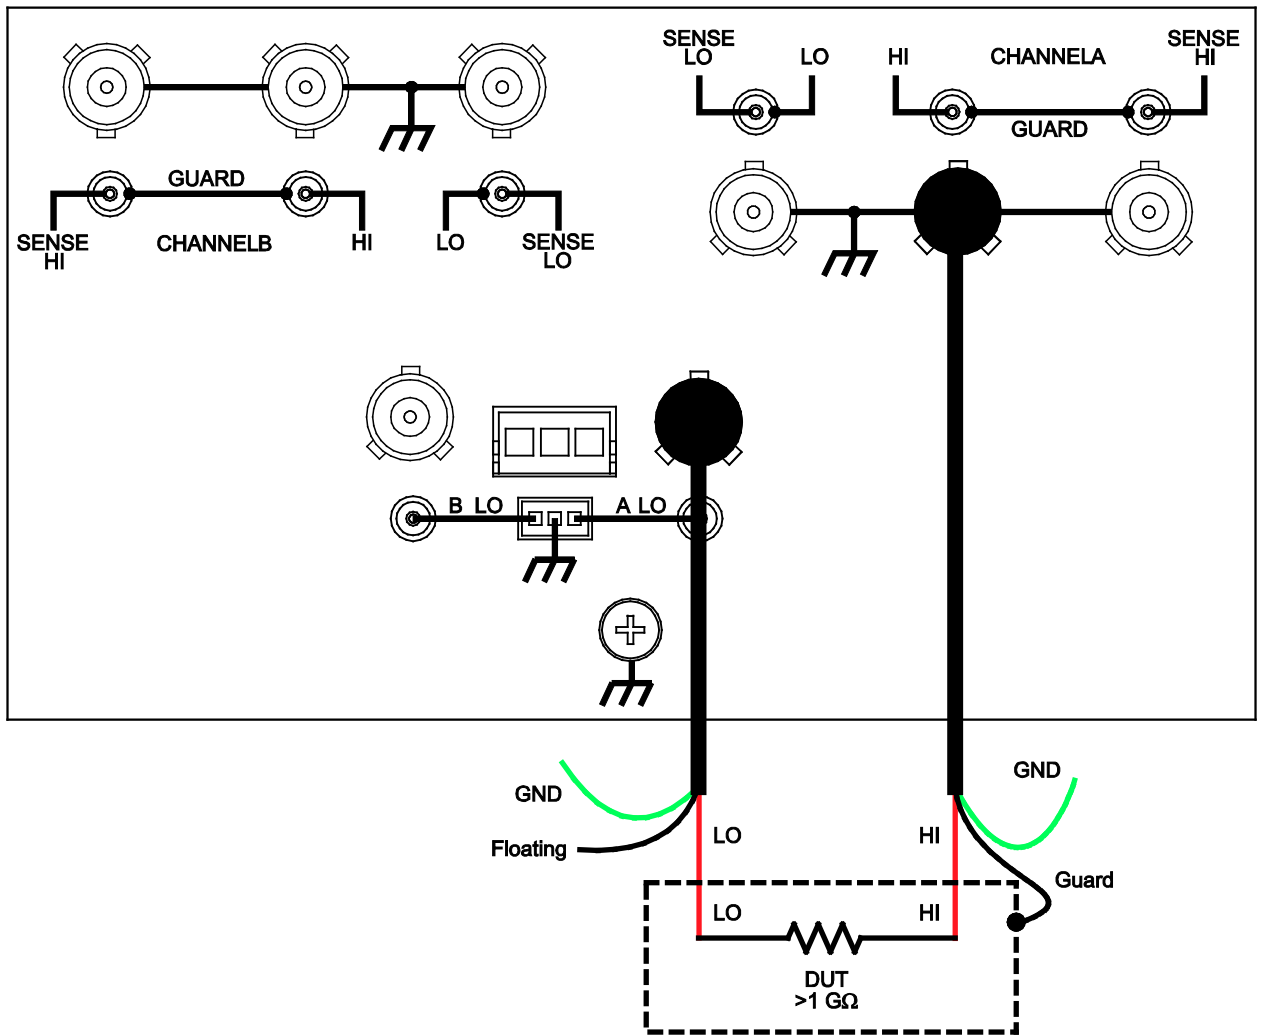 SENSE
LO
LO
HI
CHANNELA
SENSE
HI
GUARD
GUARD
SENSE
HI
CHANNELB
HI
LO
SENSE
LO
B LO
A LO
GND
Floating
LO
HI
GND
Guard
LO
HI
DUT
>1 GΩ